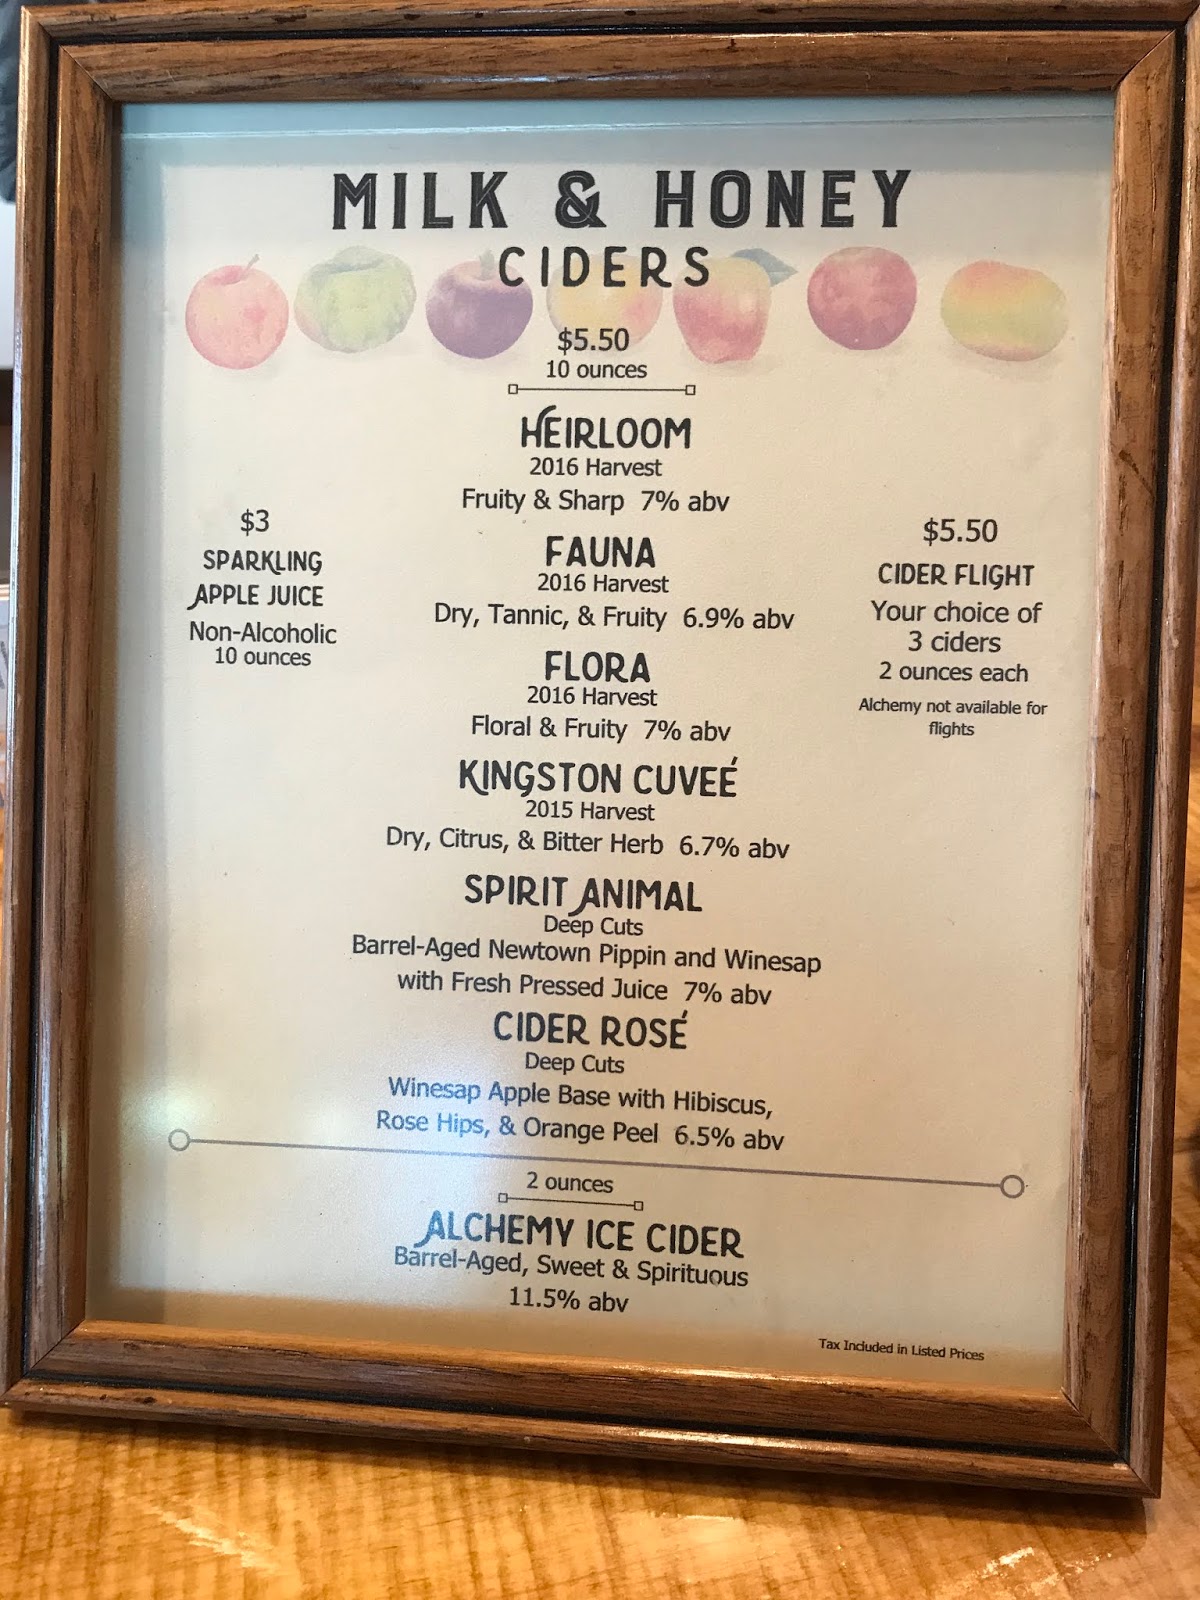 MILK & HONEY
CIDERS
$5.50
10 ounces
HEIRLOOM
2016 Harvest
Fruity & Sharp 7% abv
FAUNA
2016 Harvest
Dry, Tannic, & Fruity 6.9% abv
FLORA
2016 Harvest
Floral & Fruity 7% abv
KINGSTON CUVEÉ
2015 Harvest
Dry, Citrus, & Bitter Herb 6.7% abv
SPIRIT ANIMAL
Deep Cuts
Barrel-Aged Newtown Pippin and Winesap
with Fresh Pressed Juice 7% abv
CIDER ROSÉ
Deep Cuts
Winesap Apple Base with Hibiscus,
Rose Hips, & Orange Peel 6.5% abv
$3
SPARKLING
APPLE JUICE
Non-Alcoholic
10 ounces
$5.50
CIDER FLIGHT
Your choice of
3 ciders
2 ounces each
Alchemy not available for
flights
2 ounces
ALCHEMY ICE CIDER
Barrel-Aged, Sweet & Spirituous
11.5% abv
Tax Included in Listed Prices